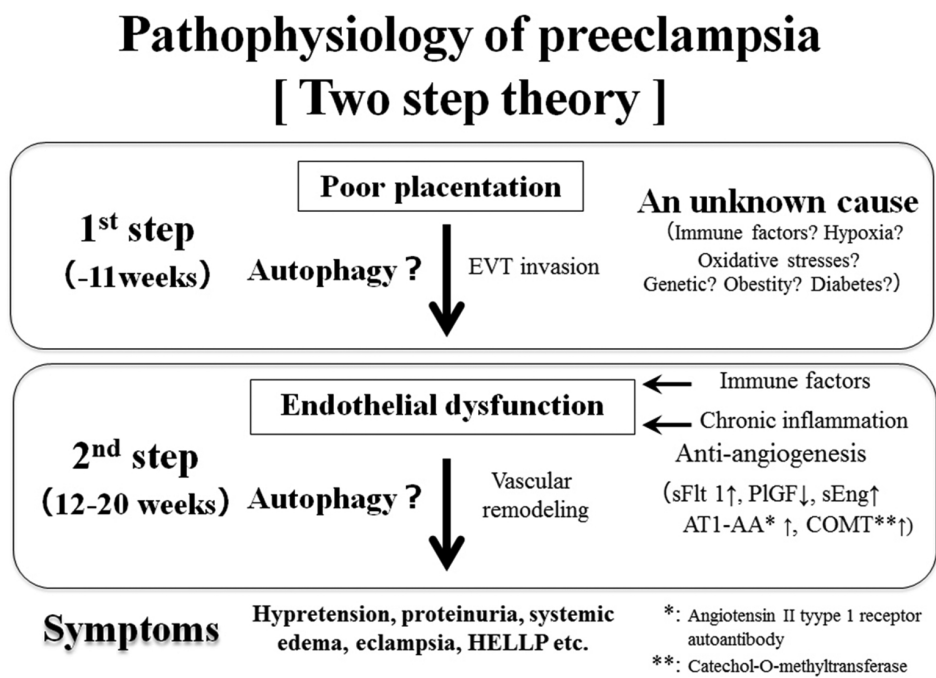 Pathophysiology of preeclampsia
[ Two step theory ]
Poor placentation
1st step
(-11weeks)
Autophagy ?
EVT invasion
An unknown cause
(Immune factors? Hypoxia?
Oxidative stresses?
Genetic? Obestity? Diabetes?)
Endothelial dysfunction
Immune factors
Chronic inflammation
2nd step
(12-20 weeks)
Autophagy ?
Vascular
remodeling
Anti-angiogenesis
(sFlt 1↑, PlGF↓, sEng↑
AT1-AA* ↑, COMT**↑)
Symptoms
Hypretension, proteinuria, systemic
edema, eclampsia, HELLP etc.
*: Angiotensin II tyype 1 receptor
autoantibody
**: Catechol-O-methyltransferase